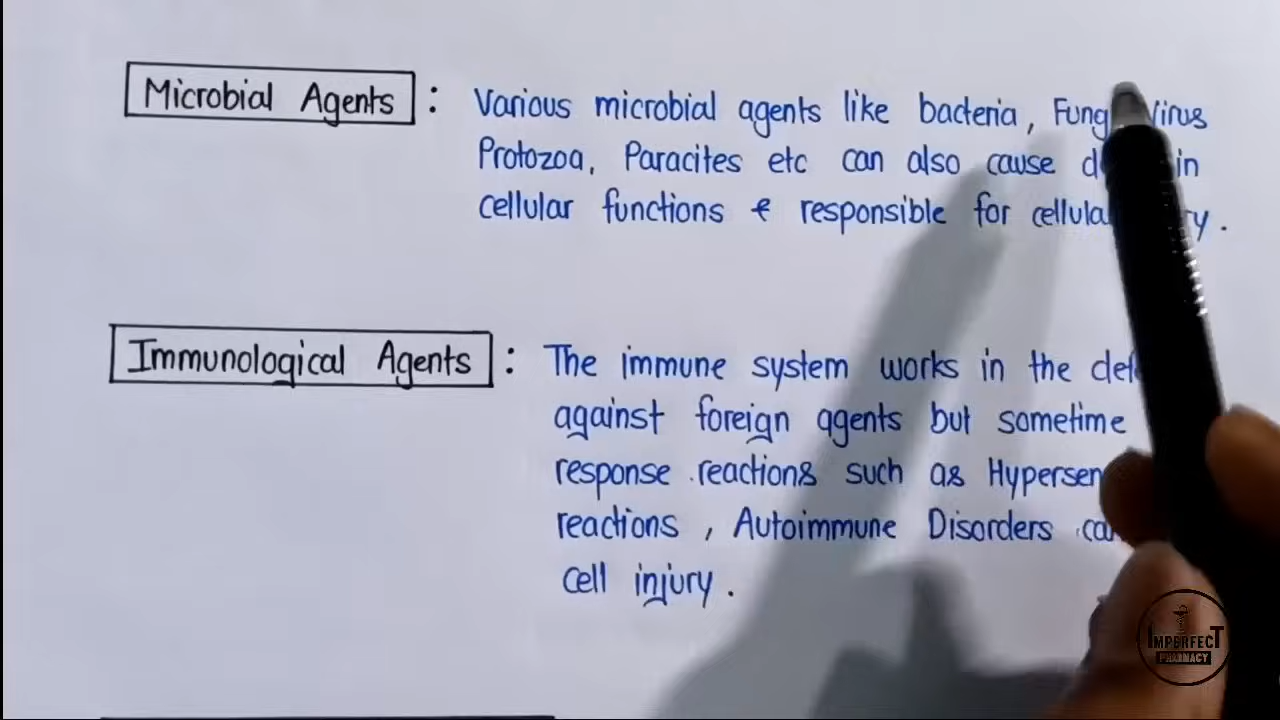 Microbial Agents : Various microbial agents like bacteria, Virus
Protozoa, Paracites etc can also cause in
cellular functions & responsible for
Immunological Agents : The immune system works in the
against foreign agents but sometime
response reactions such as
reactions, Autoimmune Disorders
cell injury.
IMPERFECT
PHARMACY